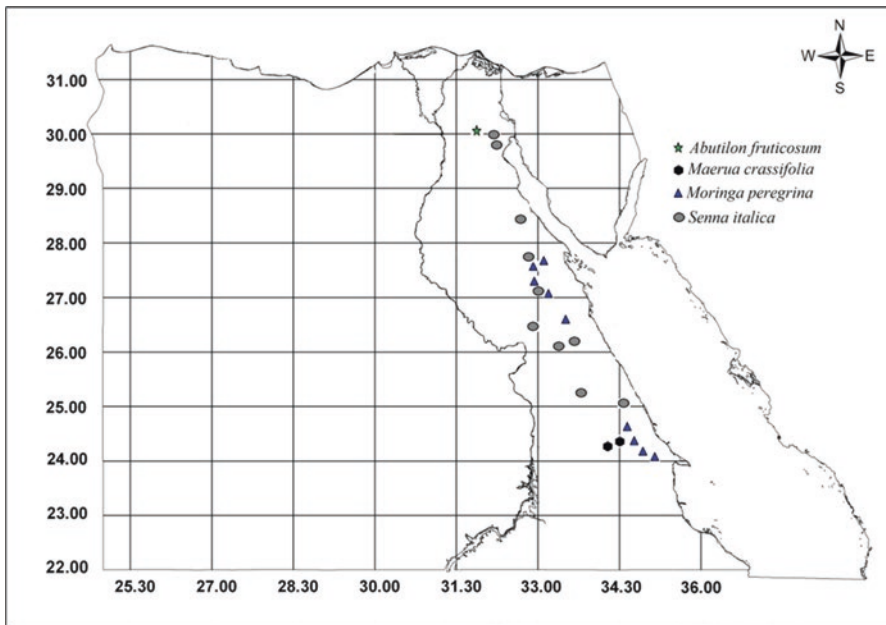 N
W E
S
31.00
30.00
29.00
28.00
27.00
26.00
25.00
24.00
23.00
22.00
25.30 27.00 28.30 30.00 31.30 33.00 34.30 36.00
Abutilon fruticosum
Maerua crassifolia
Moringa peregrina
Senna italica